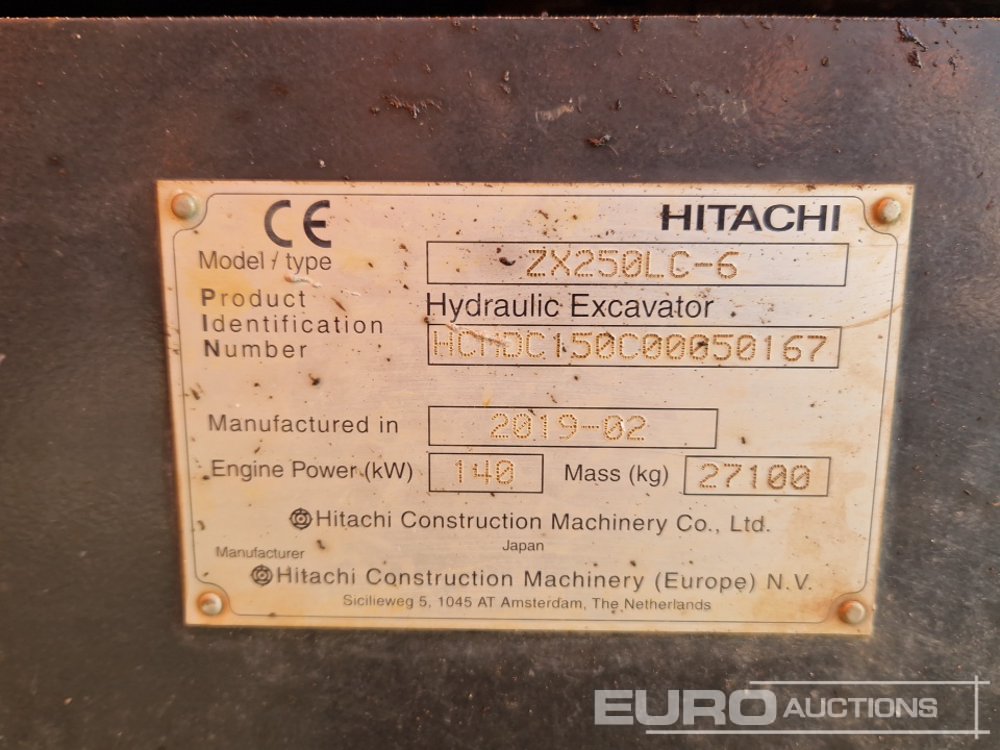 CE HITACHI
Model / type ZX250LC-6
Product Hydraulic Excavator
Identification
Number HCMDC150C00050167
Manufactured in 2019-02
Engine Power (kW) 140 Mass (kg) 27100
Hitachi Construction Machinery Co., Ltd.
Japan
Manufacturer
Hitachi Construction Machinery (Europe) N.V.
Sicilieweg 5, 1045 AT Amsterdam, The Netherlands
EURO AUCTIONS